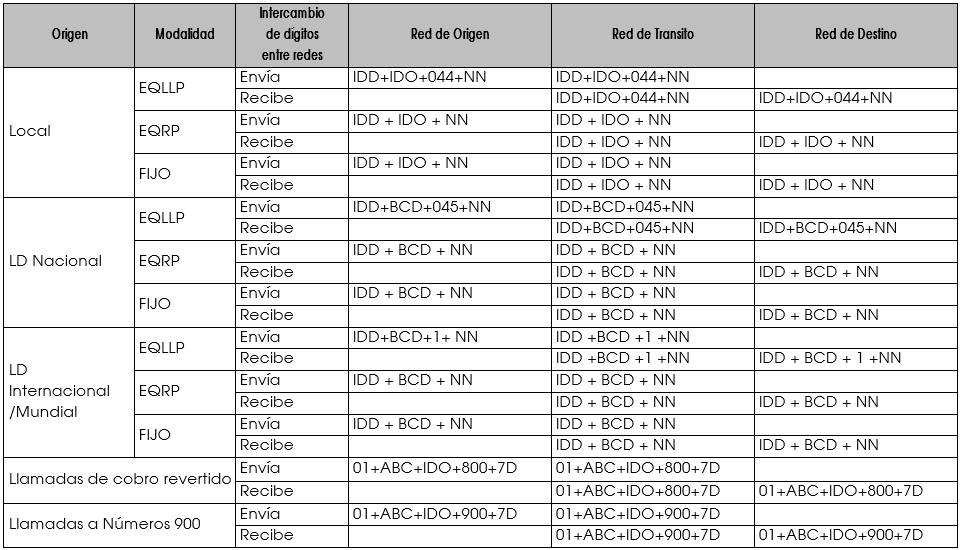 Origen Modalidad Intercambio de dígitos entre redes Red de Origen Red de Transito Red de Destino
Local EQLLP Envía IDD+IDO+044+NN IDD+IDO+044+NN
Recibe IDD+IDO+044+NN IDD+IDO+044+NN
EQRP Envía IDD + IDO + NN IDD + IDO + NN
Recibe IDD + IDO + NN IDD + IDO + NN
FIJO Envía IDD + IDO + NN IDD + IDO + NN
Recibe IDD + IDO + NN IDD + IDO + NN
LD Nacional EQLLP Envía IDD+BCD+045+NN IDD+BCD+045+NN
Recibe IDD+BCD+045+NN IDD+BCD+045+NN
EQRP Envía IDD + BCD + NN IDD + BCD + NN
Recibe IDD + BCD + NN IDD + BCD + NN
FIJO Envía IDD + BCD + NN IDD + BCD + NN
Recibe IDD + BCD + NN IDD + BCD + NN
LD Internacional /Mundial EQLLP Envía IDD+BCD+1+ NN IDD +BCD +1 +NN
Recibe IDD +BCD +1 +NN IDD + BCD + 1 +NN
EQRP Envía IDD + BCD + NN IDD + BCD + NN
Recibe IDD + BCD + NN IDD + BCD + NN
FIJO Envía IDD + BCD + NN IDD + BCD + NN
Recibe IDD + BCD + NN IDD + BCD + NN
Llamadas de cobro revertido Envía 01+ABC+IDO+800+7D 01+ABC+IDO+800+7D
Recibe 01+ABC+IDO+800+7D 01+ABC+IDO+800+7D
Llamadas a Números 900 Envía 01+ABC+IDO+900+7D 01+ABC+IDO+900+7D
Recibe 01+ABC+IDO+900+7D 01+ABC+IDO+900+7D